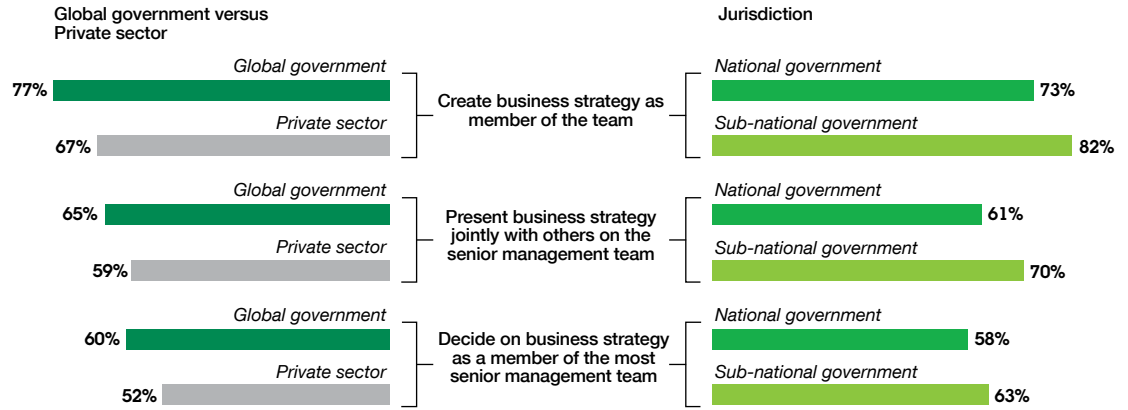 Global government versus
Private sector
Jurisdiction
Global government
77%
Private sector
67%
Create business strategy as
member of the team
National government
73%
Sub-national government
82%
Global government
65%
Private sector
59%
Present business strategy
jointly with others on the
senior management team
National government
61%
Sub-national government
70%
Global government
60%
Private sector
52%
Decide on business strategy
as a member of the most
senior management team
National government
58%
Sub-national government
63%